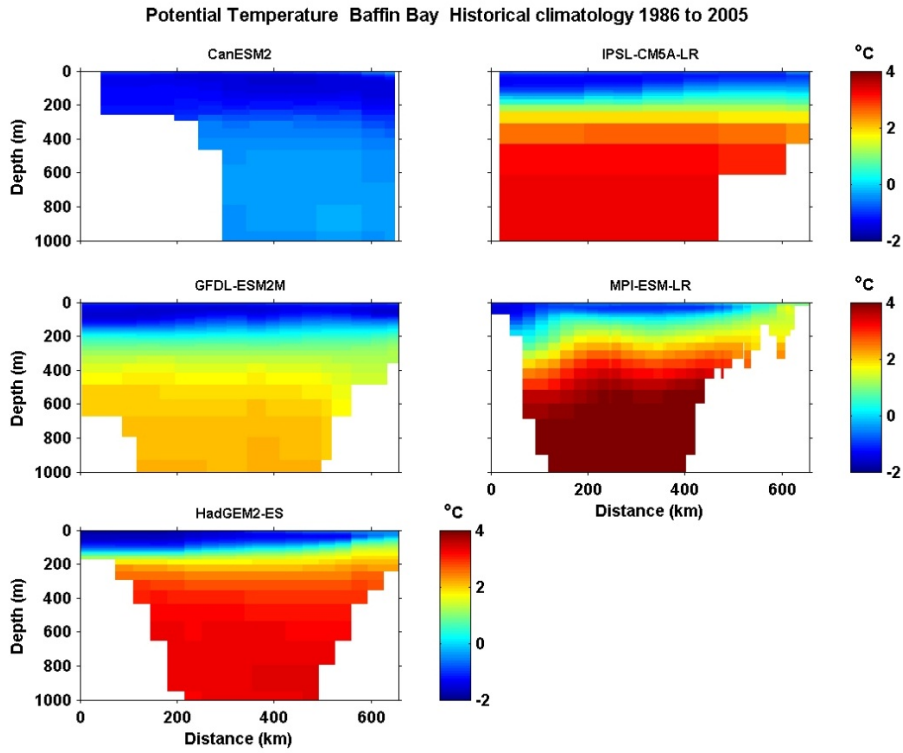 Potential Temperature Baffin Bay Historical climatology 1986 to 2005
CanESM2
IPSL-CM5A-LR
°C
0
200
400
600
800
1000
Depth (m)
4
2
0
-2
GFDL-ESM2M
MPI-ESM-LR
°C
0
200
400
600
800
1000
Depth (m)
4
2
0
-2
0 200 400 600
Distance (km)
HadGEM2-ES
°C
0
200
400
600
800
1000
Depth (m)
4
2
0
-2
0 200 400 600
Distance (km)